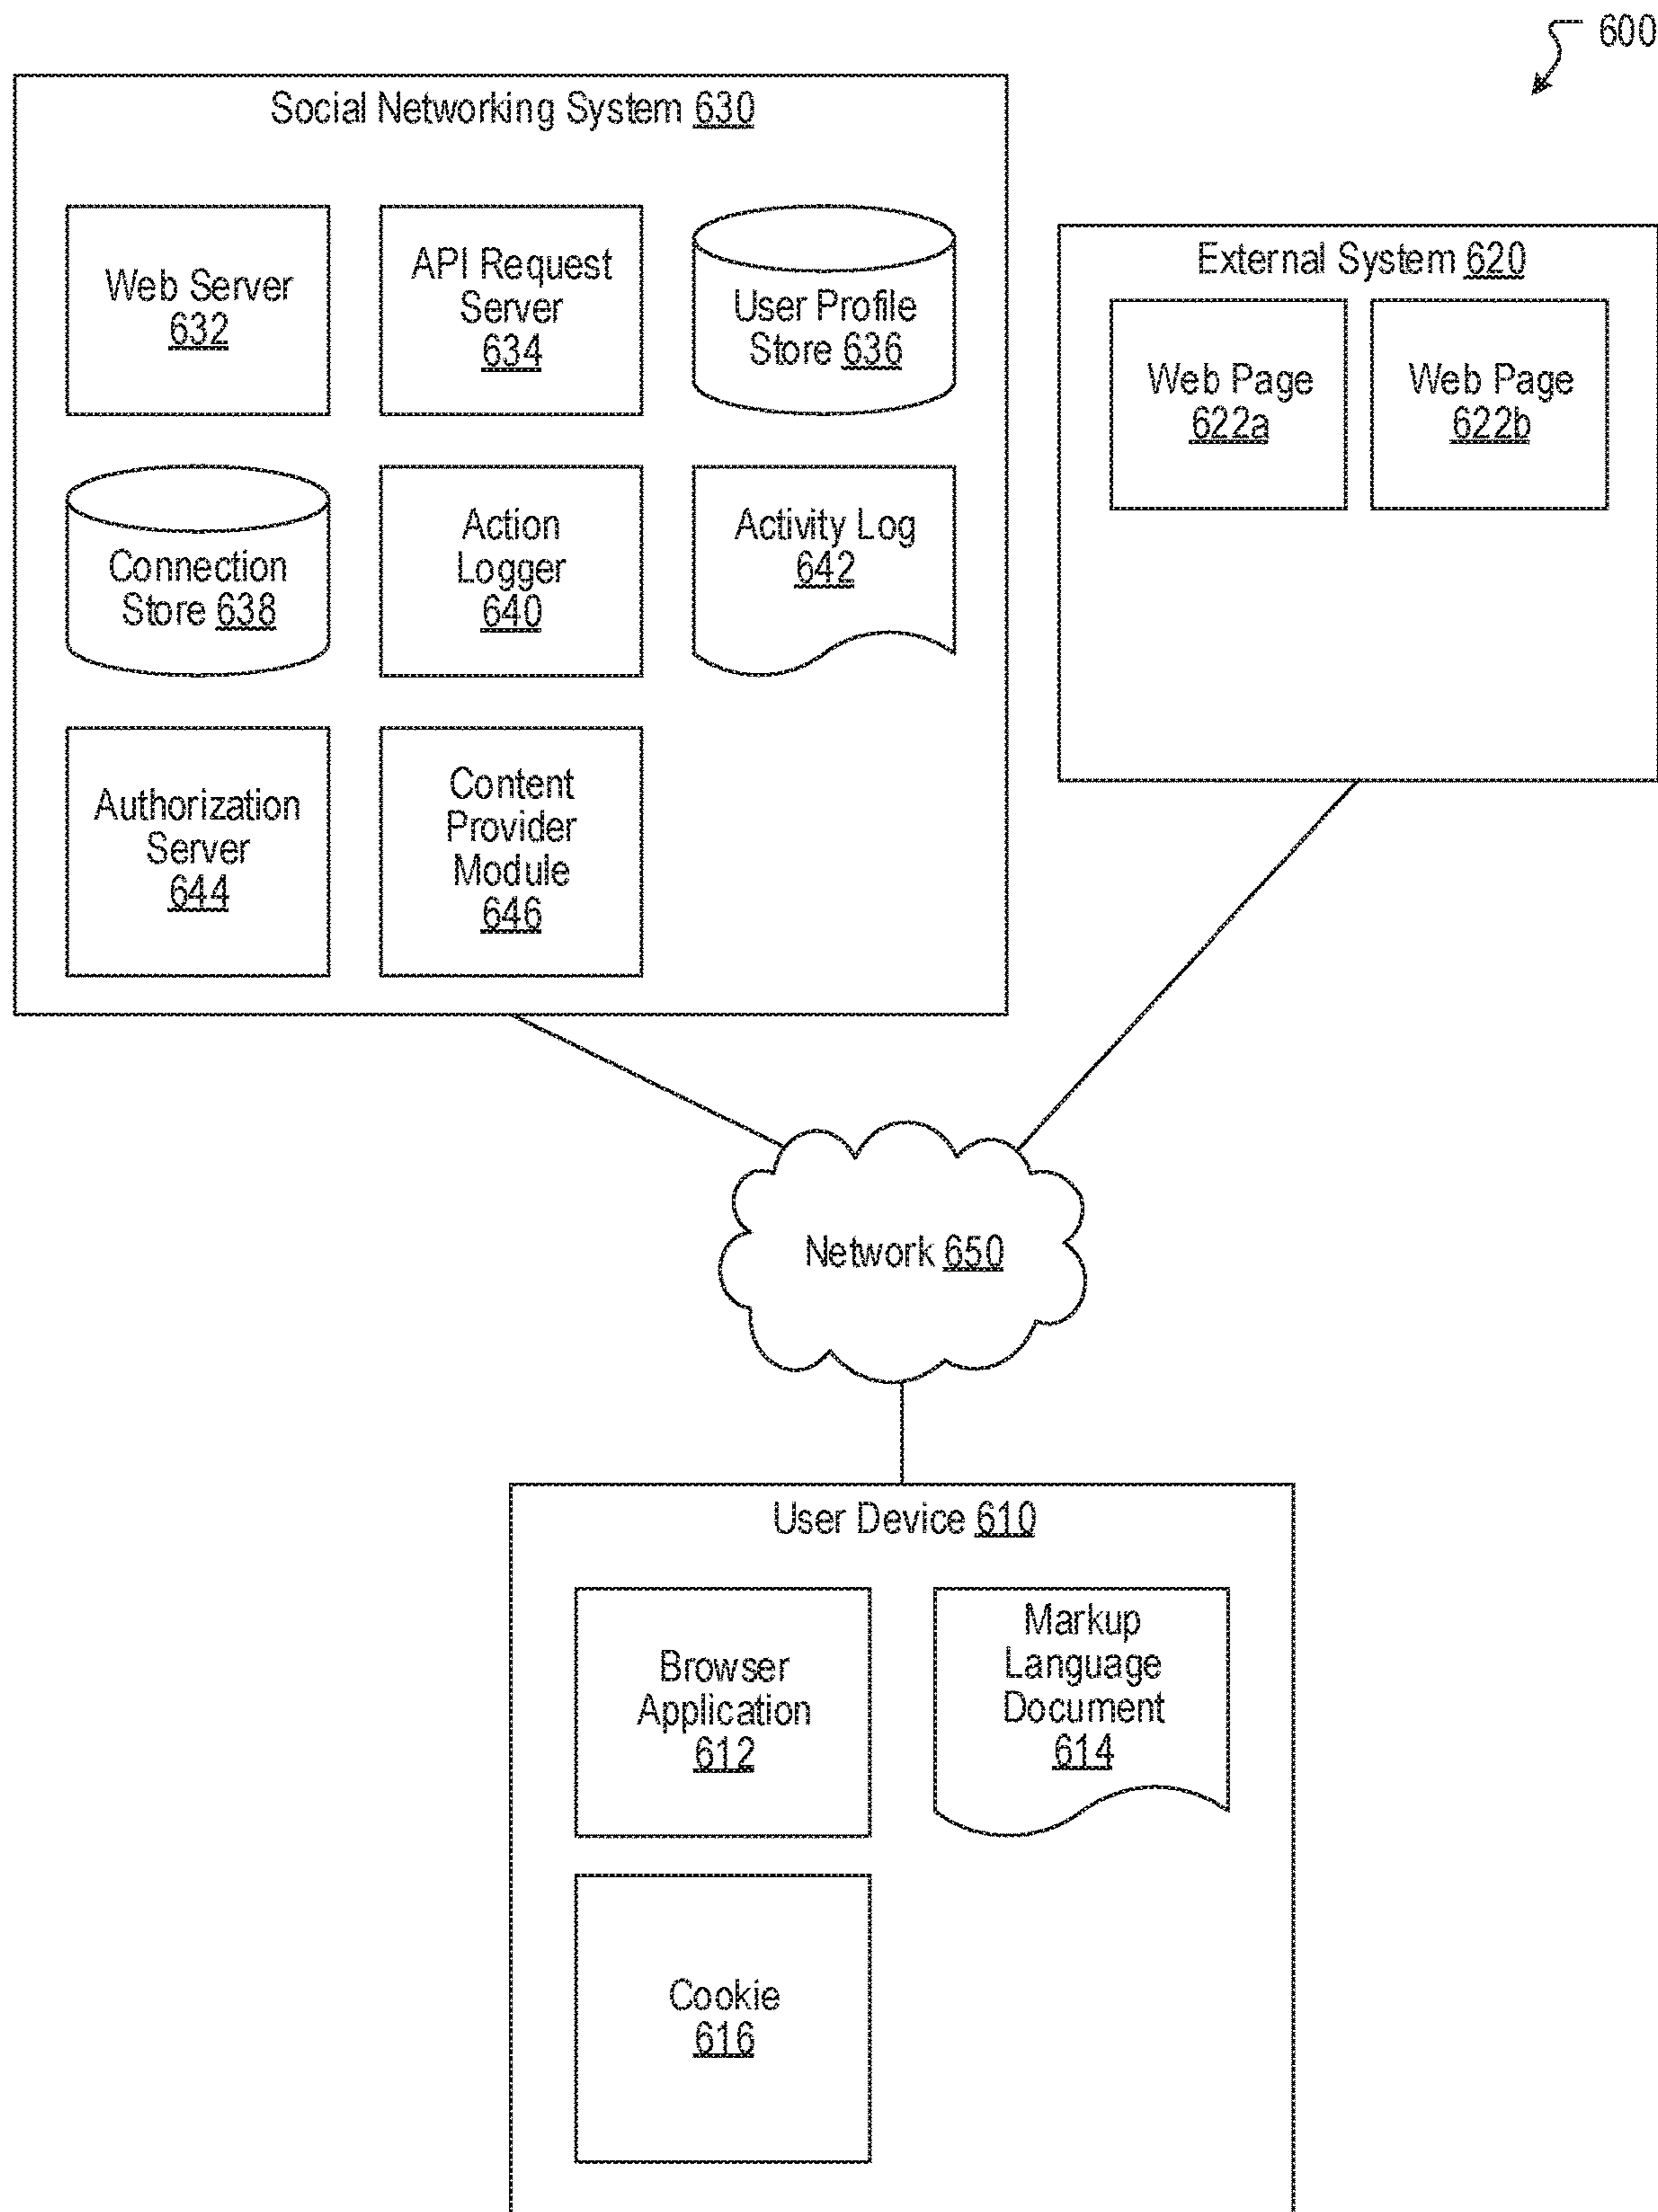 600
Social Networking System 630
Web Server
632
API Request
Server
634
User Profile
Store 636
Connection
Store 638
Action
Logger
640
Activity Log
642
Authorization
Server
644
Content
Provider
Module
646
External System 620
Web Page
622a
Web Page
622b
Network 650
User Device 610
Browser
Application
612
Markup
Language
Document
614
Cookie
616